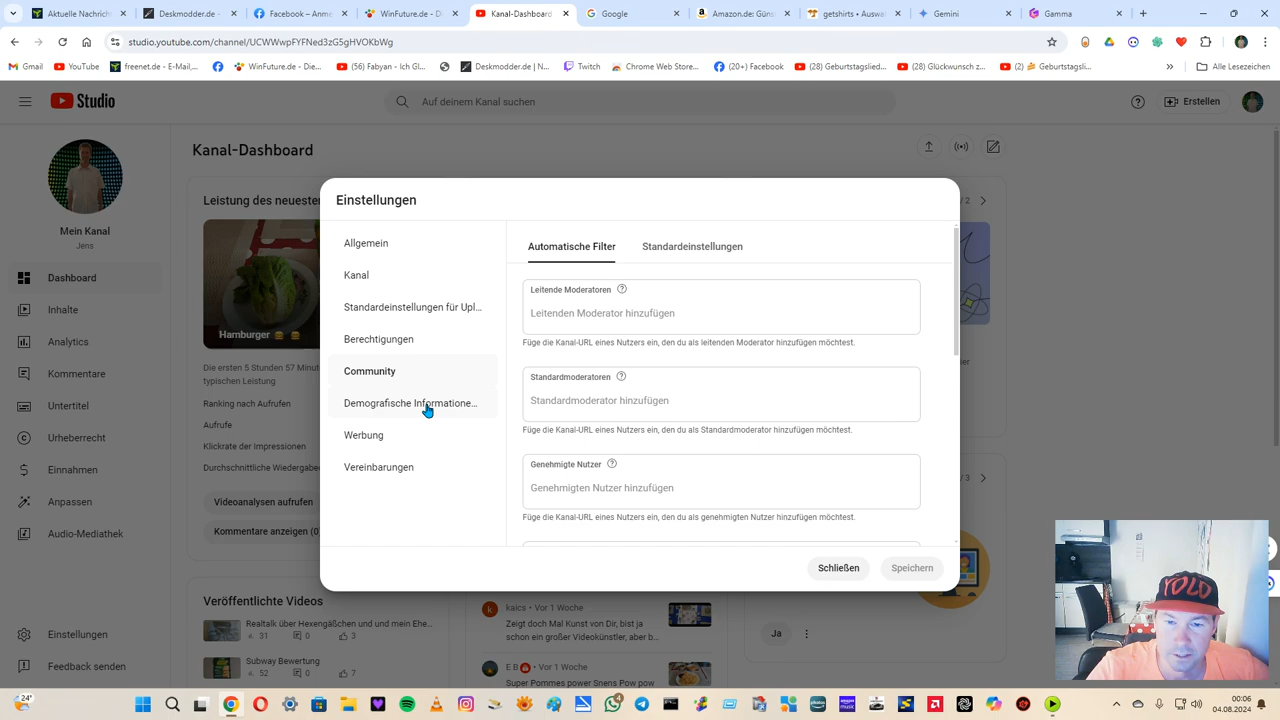 Aktuelle Nachrich
Deskmodder.de |
Facebook – Anme
WinFuture.de - D
Kanal-Dashboard
Google
Amazon.de: Gün
getshirts • Auswa
Gemini
Gamma
studio.youtube.com/channel/UCWWwpFYFNed3zG5gHVOKbWg
Gmail
YouTube
freenet.de - E-Mail,...
WinFuture.de - Die...
(56) Fabyan - Ich Gl...
Deskmodder.de | N...
Twitch
Chrome Web Store...
(20+) Facebook
(28) Geburtstagslied...
(28) Glückwunsch z...
(2) 🍰 Geburtstagsli...
»
Alle Lesezeichen
Studio
Auf deinem Kanal suchen
Erstellen
Mein Kanal
Jens
Dashboard
Inhalte
Analytics
Kommentare
Untertitel
Urheberrecht
Einnahmen
Anpassen
Audio-Mediathek
Einstellungen
Feedback senden
Kanal-Dashboard
Leistung des neuesten
Hamburger 🍔 🍔
Die ersten 5 Stunden 57 Minut
typischen Leistung
Ranking nach Aufrufen
Aufrufe
Klickrate der Impressionen
Durchschnittliche Wiedergabe
Videoanalysen aufrufen
Kommentare anzeigen (0)
Veröffentlichte Videos
Realtalk über Hexengäßchen und und mein Ehe...
31 0 3
Subway Bewertung
52 0 7
kaics • Vor 1 Woche
Zeigt doch Mal Kunst von Dir, bist ja
schon ein großer Videokünstler, aber b...
E B • Vor 1 Woche
Super Pommes power Snens Pow pow
/ 2
/ 3
Ja
Einstellungen
Allgemein
Kanal
Standardeinstellungen für Upl...
Berechtigungen
Community
Demografische Informatione...
Werbung
Vereinbarungen
Automatische Filter
Standardeinstellungen
Leitende Moderatoren
Leitenden Moderator hinzufügen
Füge die Kanal-URL eines Nutzers ein, den du als leitenden Moderator hinzufügen möchtest.
Standardmoderatoren
Standardmoderator hinzufügen
Füge die Kanal-URL eines Nutzers ein, den du als Standardmoderator hinzufügen möchtest.
Genehmigte Nutzer
Genehmigten Nutzer hinzufügen
Füge die Kanal-URL eines Nutzers ein, den du als genehmigten Nutzer hinzufügen möchtest.
Schließen
Speichern
YOLO
24°
4
00:06
04.08.2024